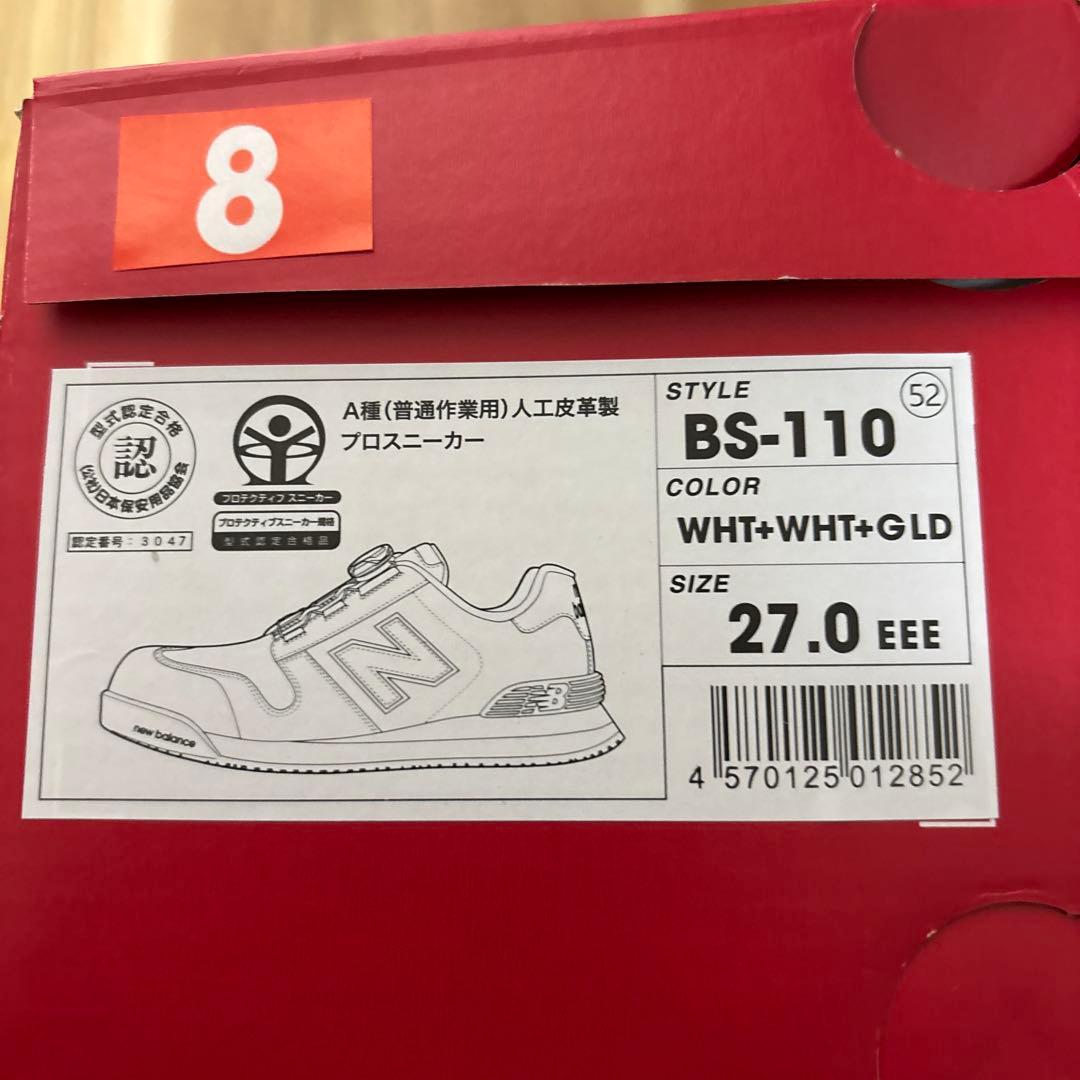 8
型式認定合格
認
(公社)日本保安用品協会
認定番号：3047
プロテクティブ スニーカー
プロテクティブスニーカー規格
型式認定合格品
A種(普通作業用)人工皮革製
プロスニーカー
N
N
NB
new balance
STYLE
52
BS-110
COLOR
WHT+WHT+GLD
SIZE
27.0 EEE
4 570125 012852